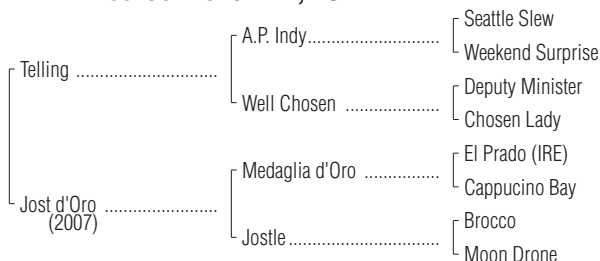 Seattle Slew
A.P. Indy
Weekend Surprise
Telling
Deputy Minister
Well Chosen
Chosen Lady
El Prado (IRE)
Medaglia d'Oro
Cappucino Bay
Jost d'Oro
(2007)
Brocco
Jostle
Moon Drone